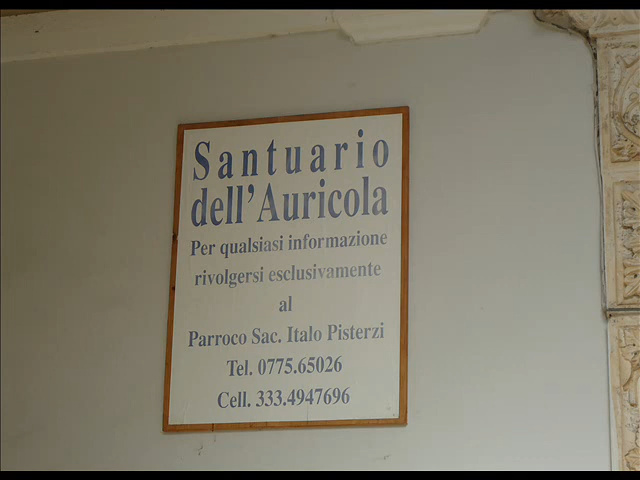 Santuario
dell'Auricola
Per qualsiasi informazione
rivolgersi esclusivamente
al
Parroco Sac. Italo Pisterzi
Tel. 0775.65026
Cell. 333.4947696